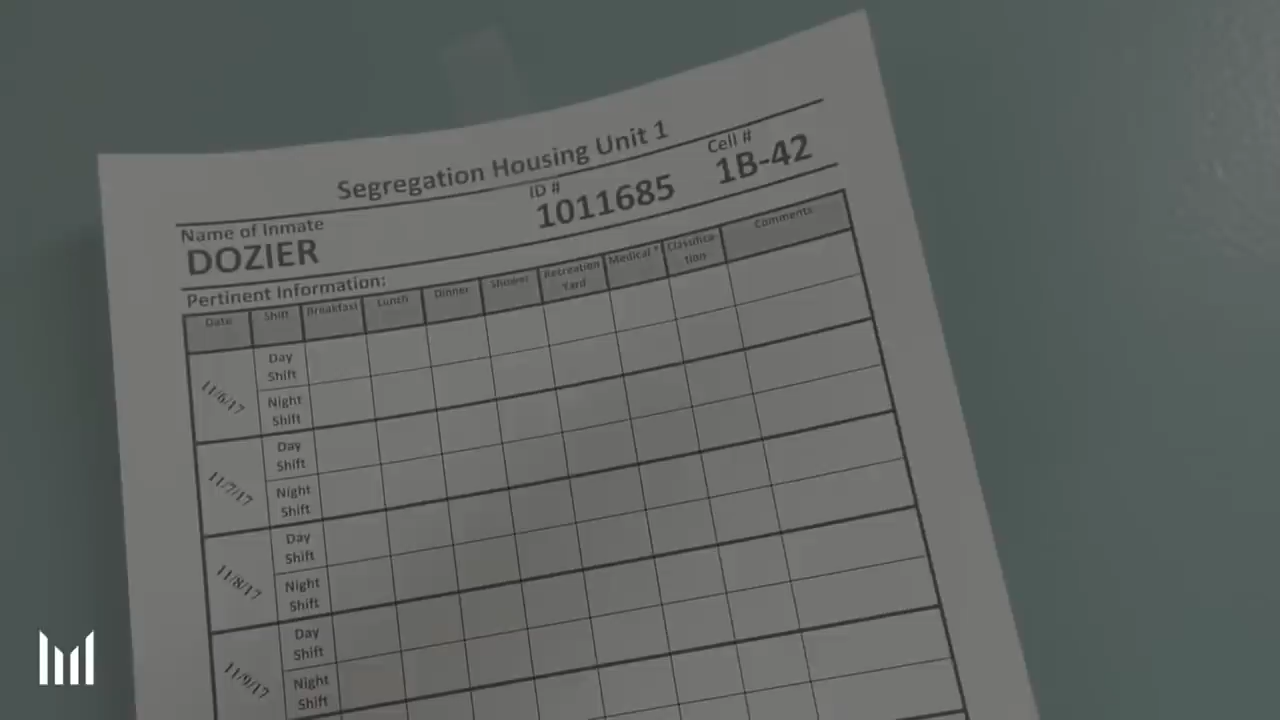 Segregation Housing Unit 1
Name of Inmate ID # Cell #
DOZIER 1011685 1B-42
Pertinent Information:
Date Shift Breakfast Lunch Dinner Shower Recreation Yard Medical * Classifica tion Comments
11/6/17
Day Shift
Night Shift
11/7/17
Day Shift
Night Shift
11/8/17
Day Shift
Night Shift
11/9/17
Day Shift
Night Shift